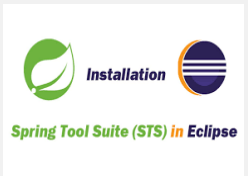 Installation
Spring Tool Suite (STS) in Eclipse